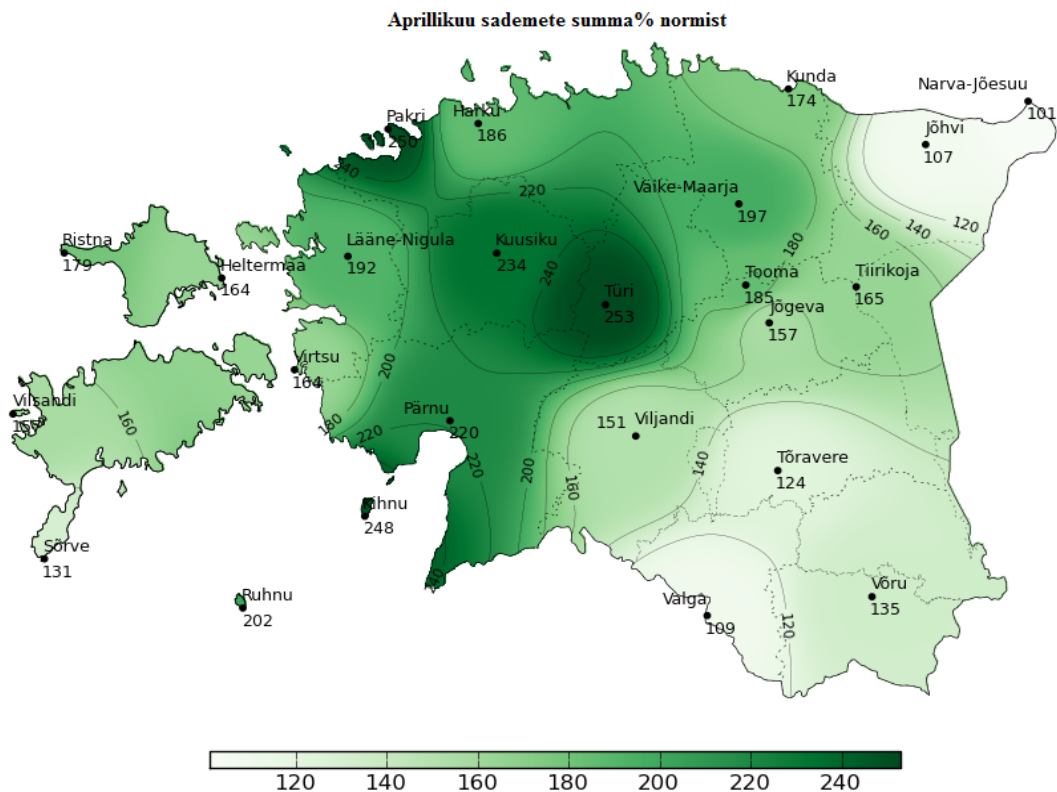 Aprillikuu sademete summa% normist
Kunda
174
Narva-Jõesuu
101
Pakri
250
Harku
186
Jõhvi
107
240
220
Väike-Maarja
197
160
140
120
180
Ristna
179
Heltermaa
164
Lääne-Nigula
192
Kuusiku
234
240
Türi
253
Tooma
185
Tiirikoja
165
Jõgeva
157
Virtsu
164
200
180
Vilsandi
160
Pärnu
220
220
220
200
160
151
Viljandi
140
Tõravere
124
Kihnu
248
Sõrve
131
Ruhnu
202
240
Valga
109
120
Võru
135
120 140 160 180 200 220 240